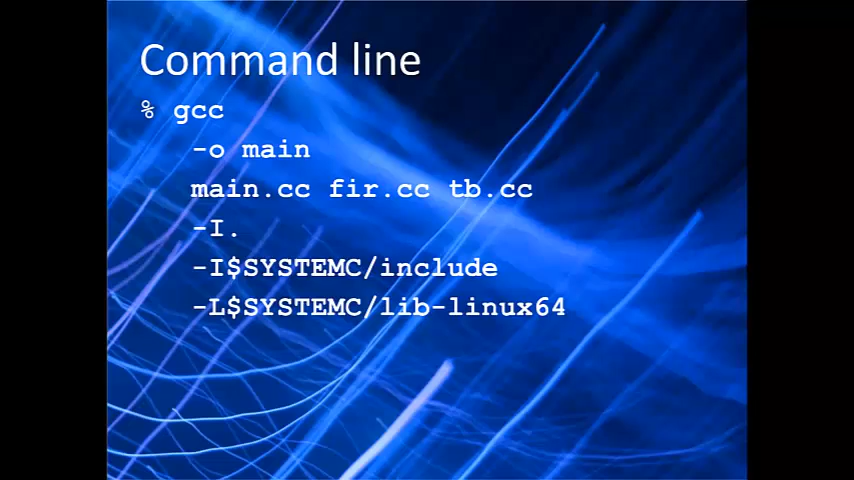 Command line
% gcc
-o main
main.cc fir.cc tb.cc
-I.
-I$SYSTEMC/include
-L$SYSTEMC/lib-linux64